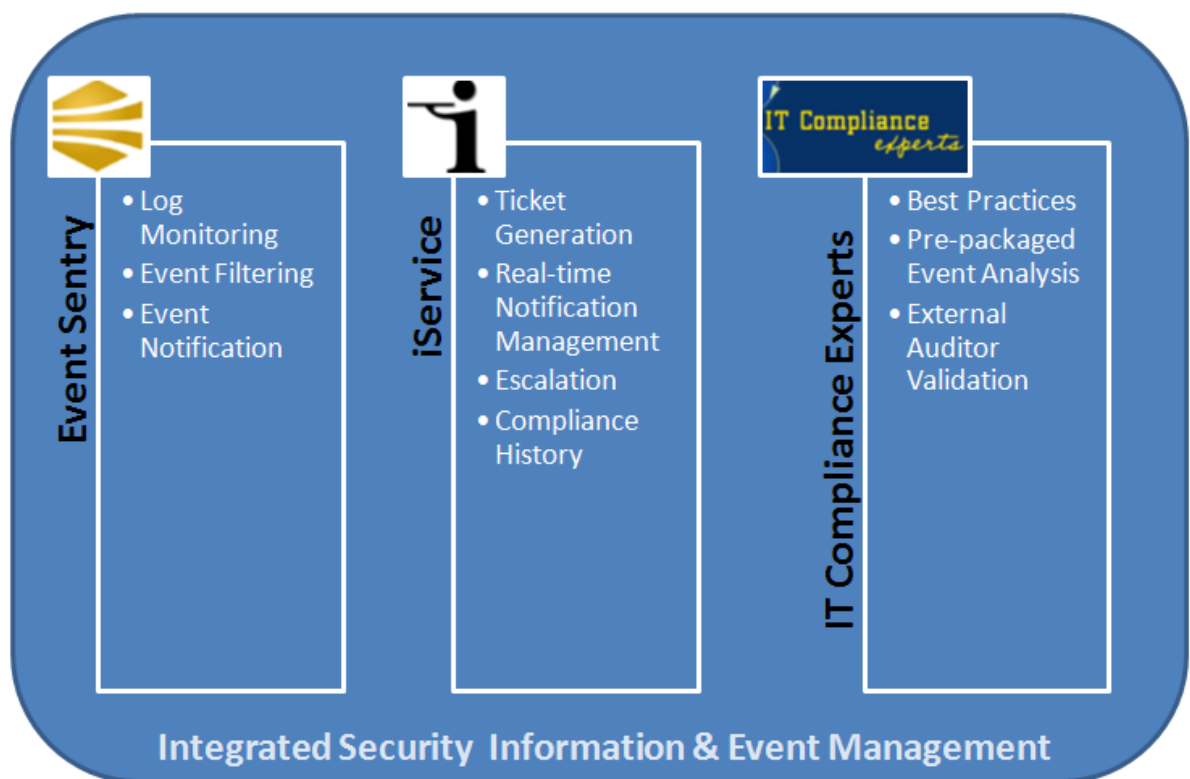 Event Sentry
• Log
Monitoring
• Event Filtering
• Event
Notification
iService
• Ticket
Generation
• Real-time
Notification
Management
• Escalation
• Compliance
History
IT Compliance
experts
IT Compliance Experts
• Best Practices
• Pre-packaged
Event Analysis
• External
Auditor
Validation
Integrated Security Information & Event Management